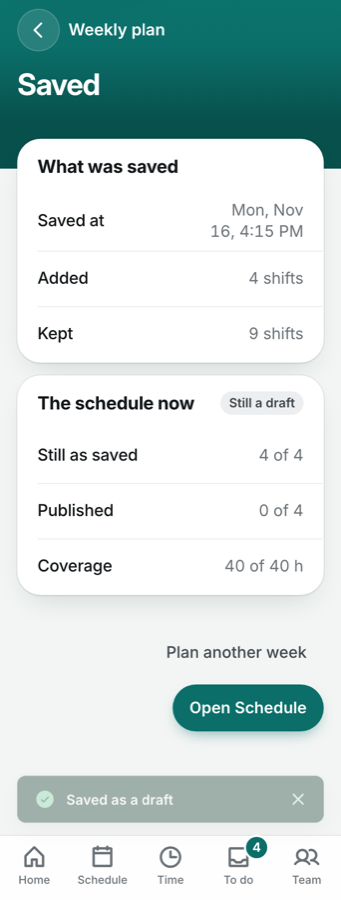 Weekly plan
Saved
What was saved
Saved at
Mon, Nov
16, 4:15 PM
Added
4 shifts
Kept
9 shifts
The schedule now
Still a draft
Still as saved
4 of 4
Published
0 of 4
Coverage
40 of 40 h
Plan another week
Open Schedule
Saved as a draft
4
Home
Schedule
Time
To do
Team